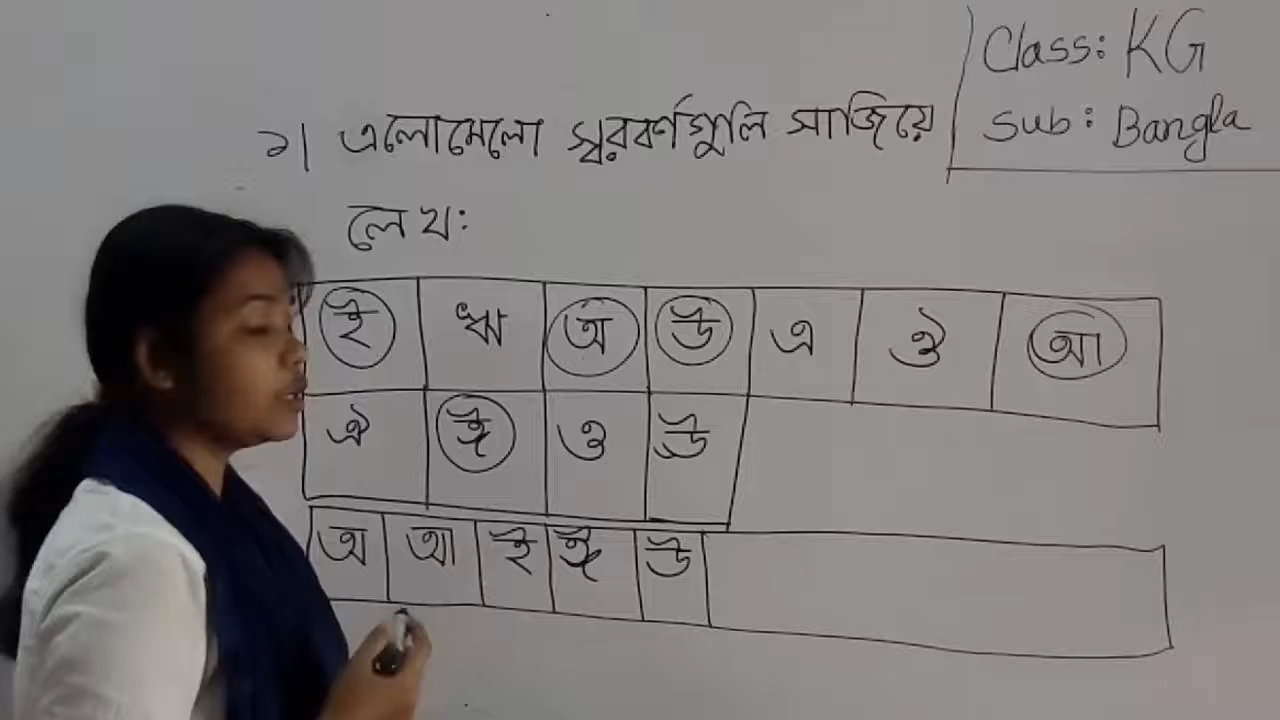 Class: KG
Sub: Bangla
১। এলোমেলো স্বরবর্ণগুলি সাজিয়ে
লেখ:
ই ঋ অ উ এ ঔ আ
ঐ ঈ ও ঊ
অ আ ই ঈ উ